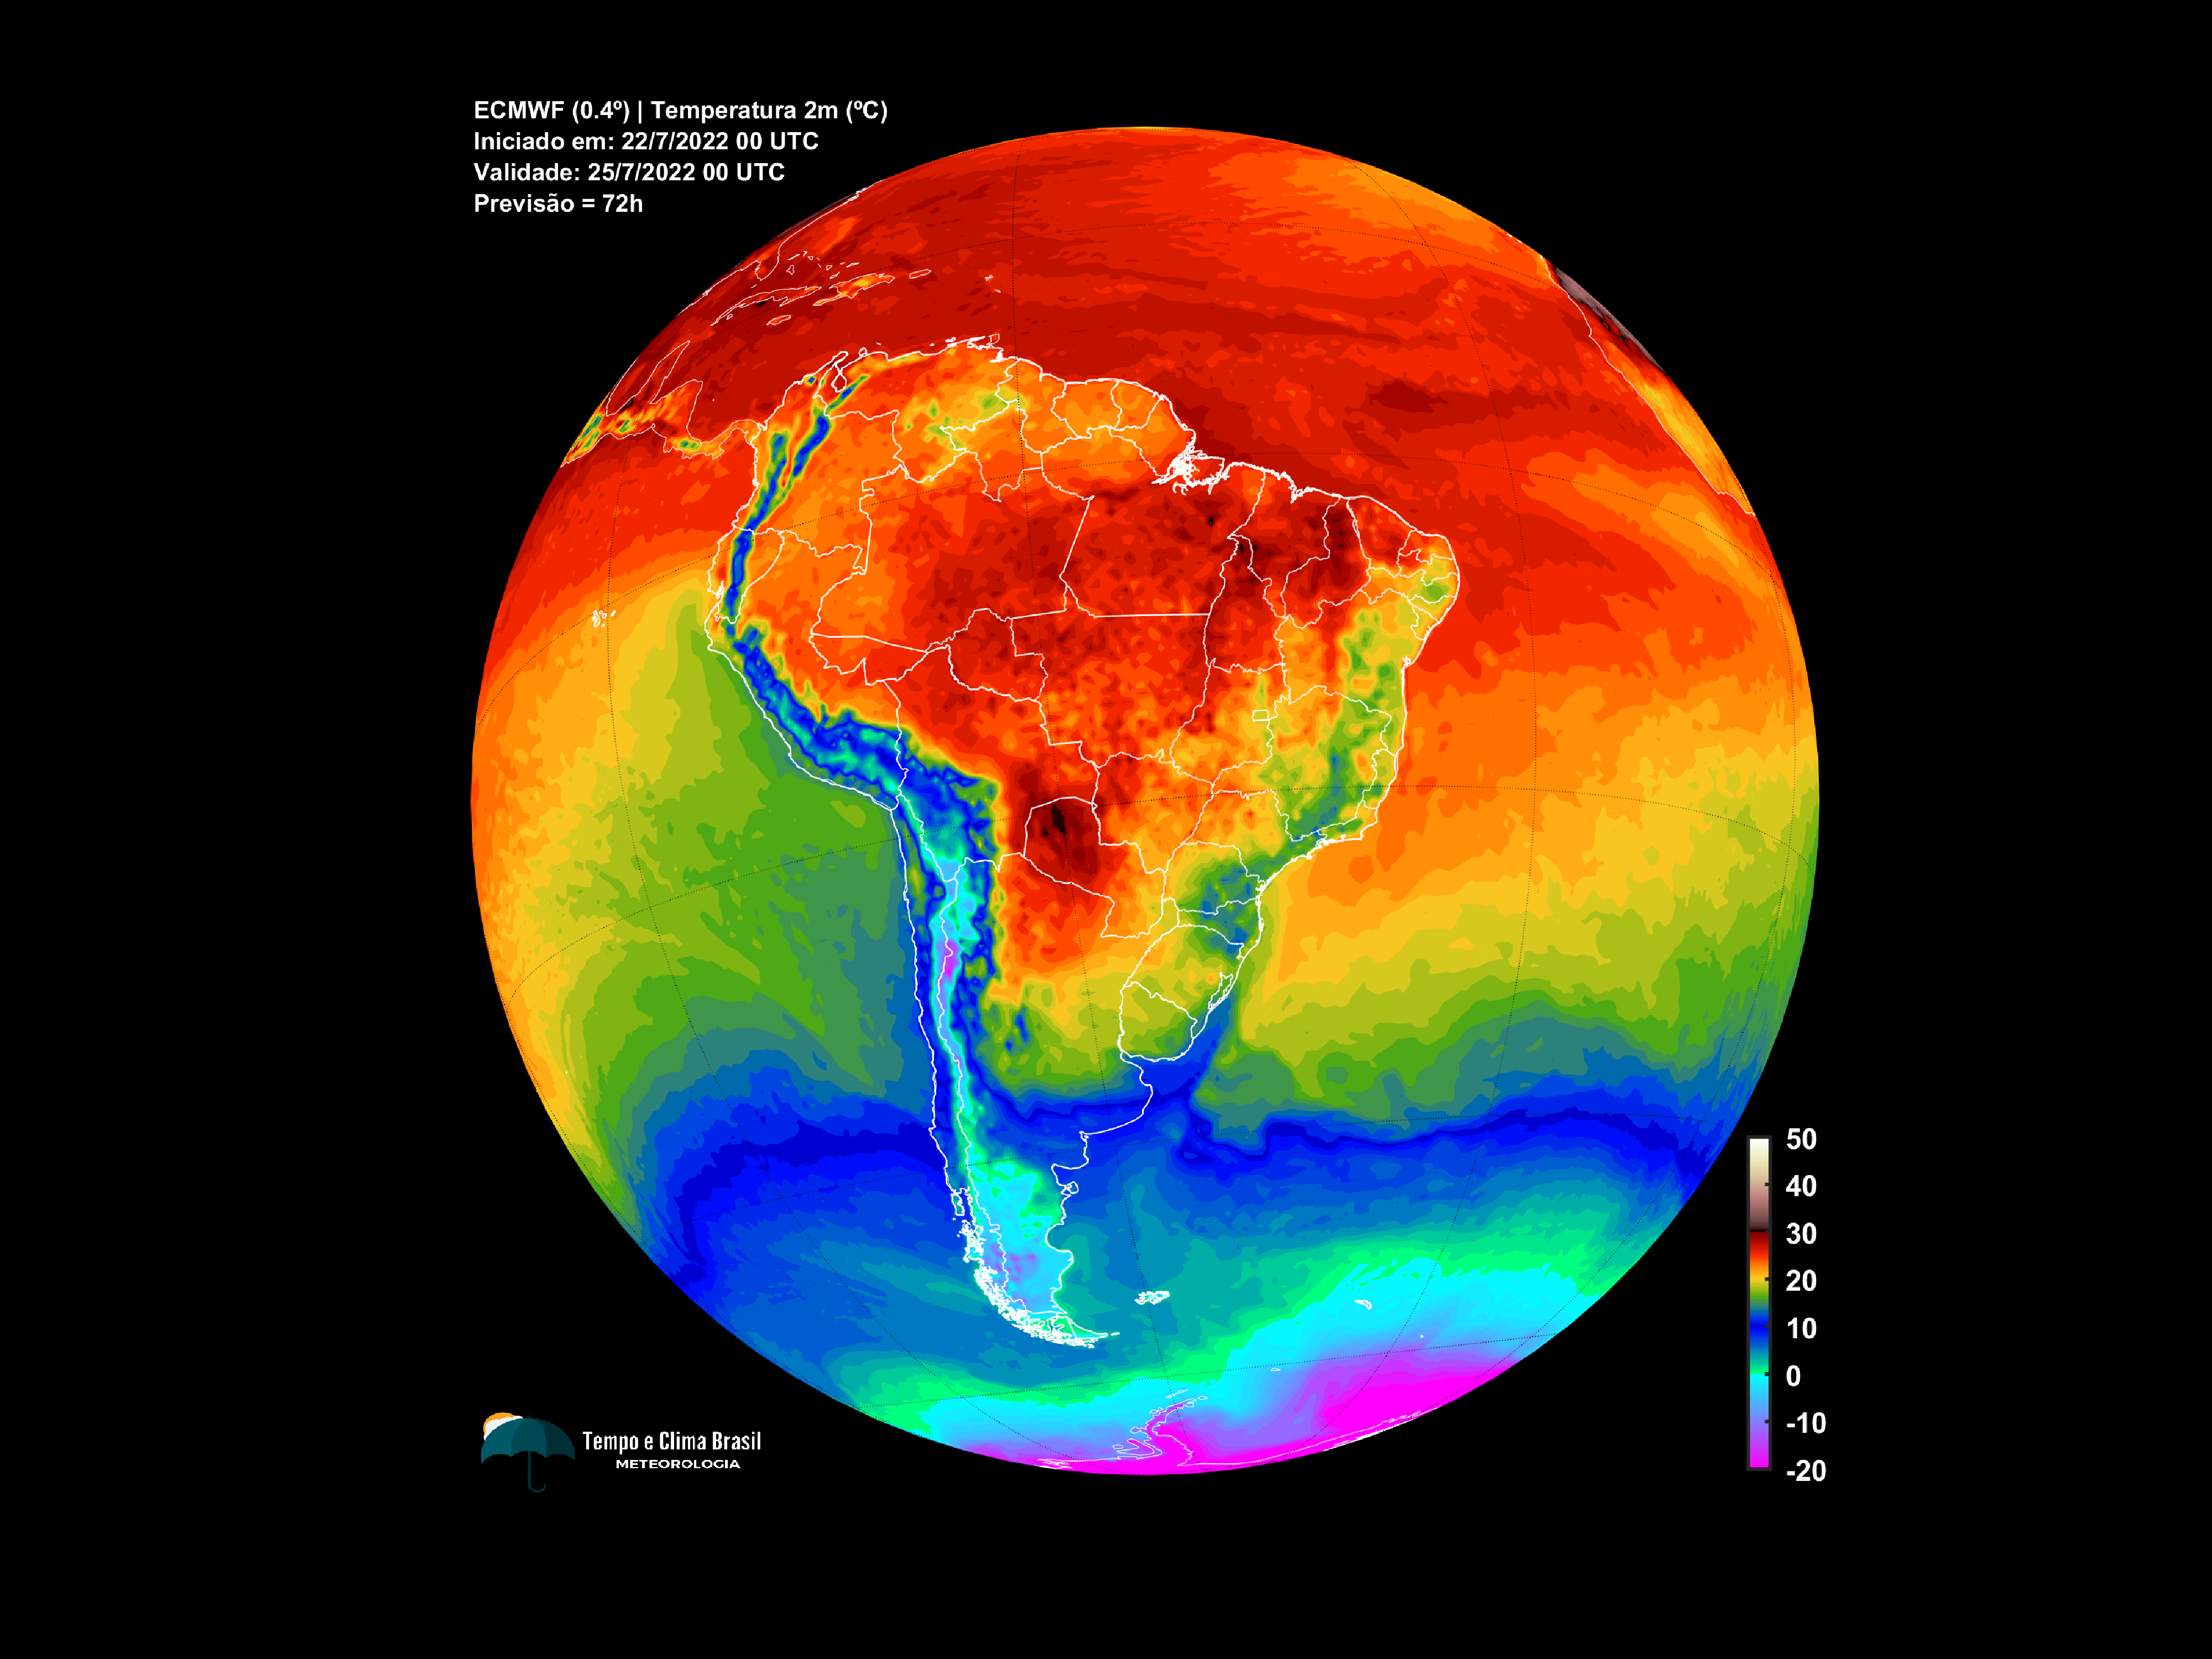 ECMWF (0.4º) | Temperatura 2m (ºC)
Iniciado em: 22/7/2022 00 UTC
Validade: 25/7/2022 00 UTC
Previsão = 72h
50
40
30
20
10
0
-10
-20
Tempo e Clima Brasil
METEOROLOGIA